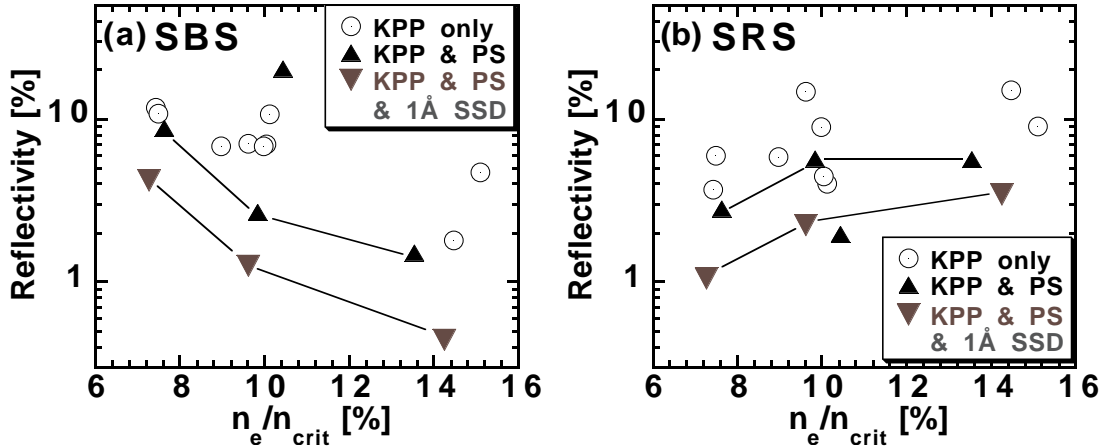 (a) SBS
KPP only
KPP & PS
KPP & PS
& 1Å SSD
Reflectivity [%]
10
1
6 8 10 12 14 16
n_e/n_crit [%]
(b) SRS
KPP only
KPP & PS
KPP & PS
& 1Å SSD
Reflectivity [%]
10
1
6 8 10 12 14 16
n_e/n_crit [%]